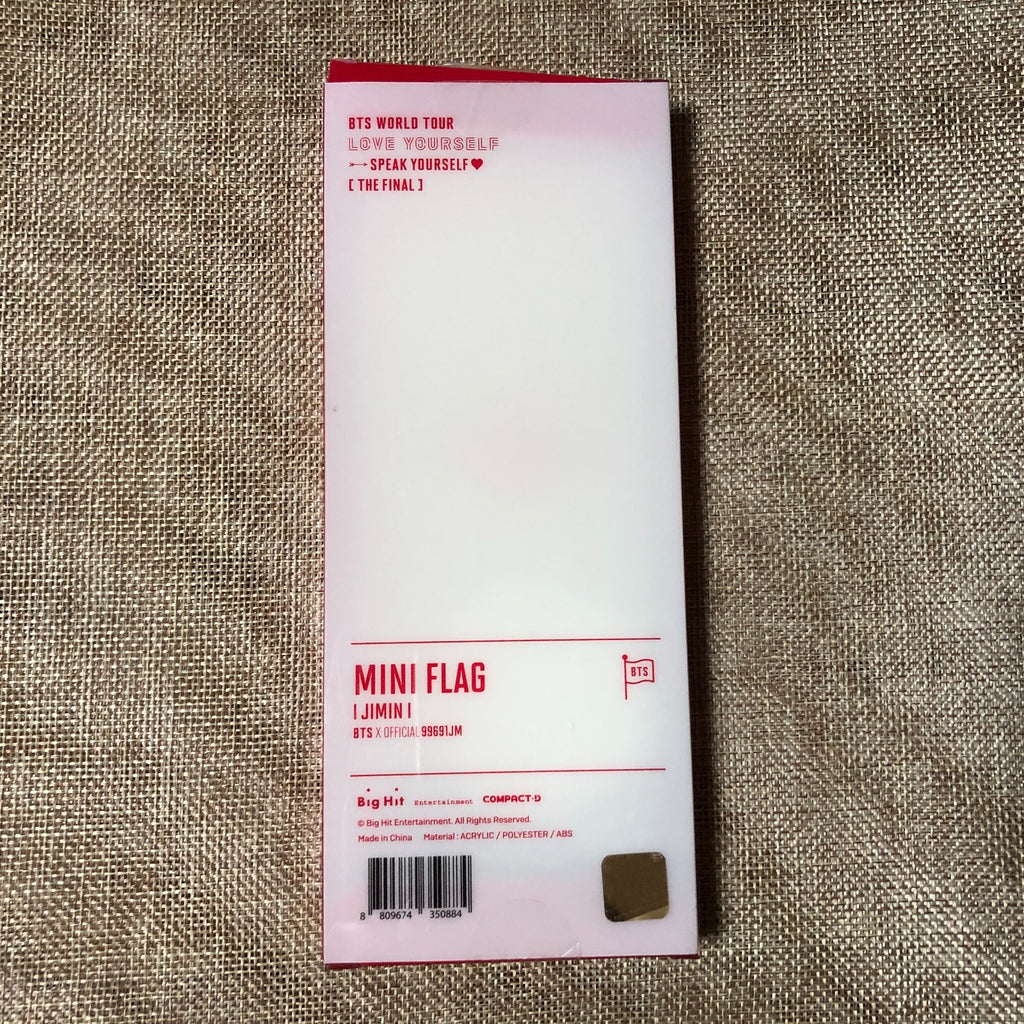 BTS WORLD TOUR
LOVE YOURSELF
SPEAK YOURSELF
[ THE FINAL ]
MINI FLAG
BTS
I JIMIN I
BTS X OFFICIAL 99691JM
Big Hit Entertainment COMPACT-D
© Big Hit Entertainment. All Rights Reserved.
Made in China Material : ACRYLIC / POLYESTER / ABS
8 809674 350884